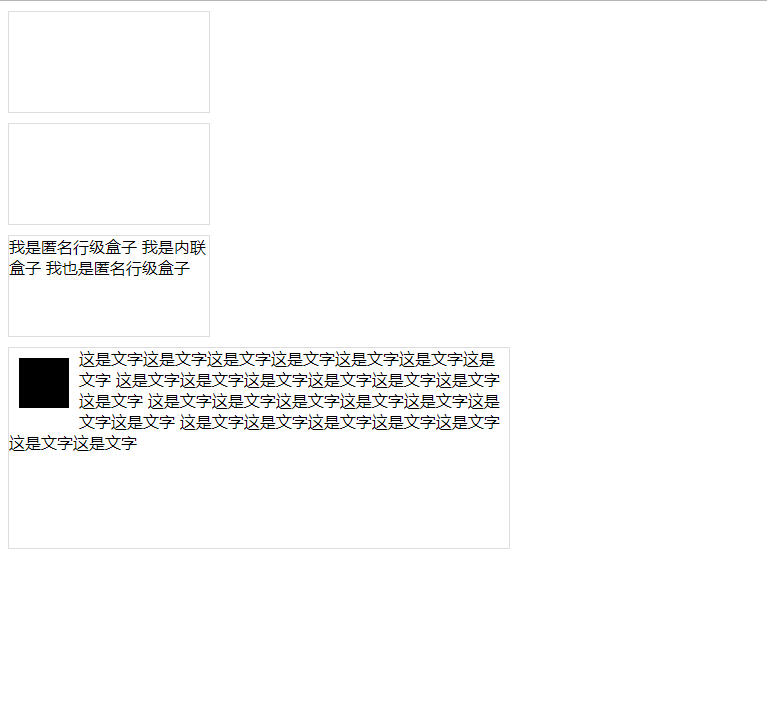 我是匿名行级盒子 我是内联
盒子 我也是匿名行级盒子
这是文字这是文字这是文字这是文字这是文字这是文字这是
文字 这是文字这是文字这是文字这是文字这是文字这是文字
这是文字 这是文字这是文字这是文字这是文字这是文字这是
文字这是文字 这是文字这是文字这是文字这是文字这是文字
这是文字这是文字